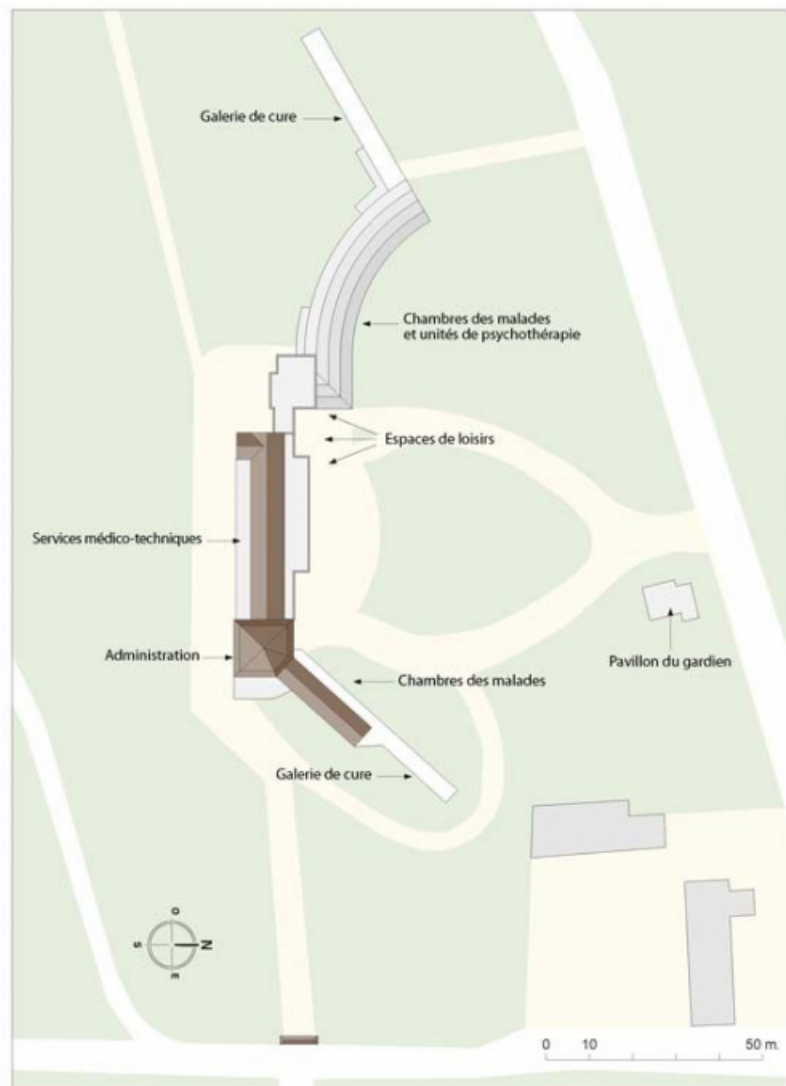 Galerie de cure
Chambres des malades
et unités de psychothérapie
Espaces de loisirs
Services médico-techniques
Administration
Pavillon du gardien
Chambres des malades
Galerie de cure
O
S N
E
0 10 50 m.